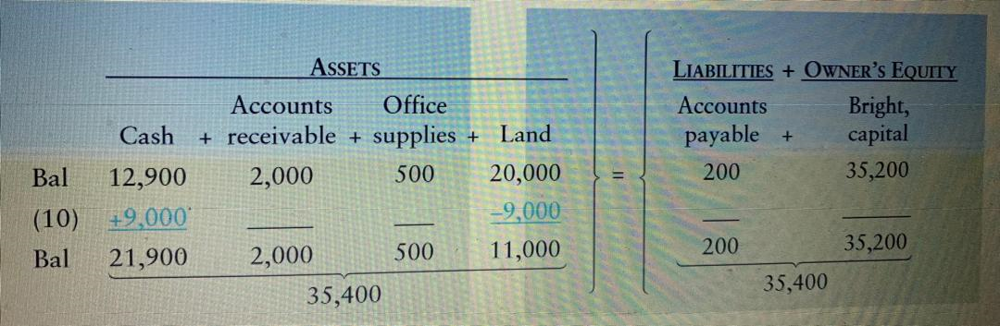 ASSETS LIABILITIES + OWNER'S EQUITY
Accounts Office Accounts Bright,
Cash + receivable + supplies + Land payable + capital
Bal 12,900 2,000 500 20,000 = 200 35,200
(10) +9,000 -9,000
Bal 21,900 2,000 500 11,000 200 35,200
35,400 35,400